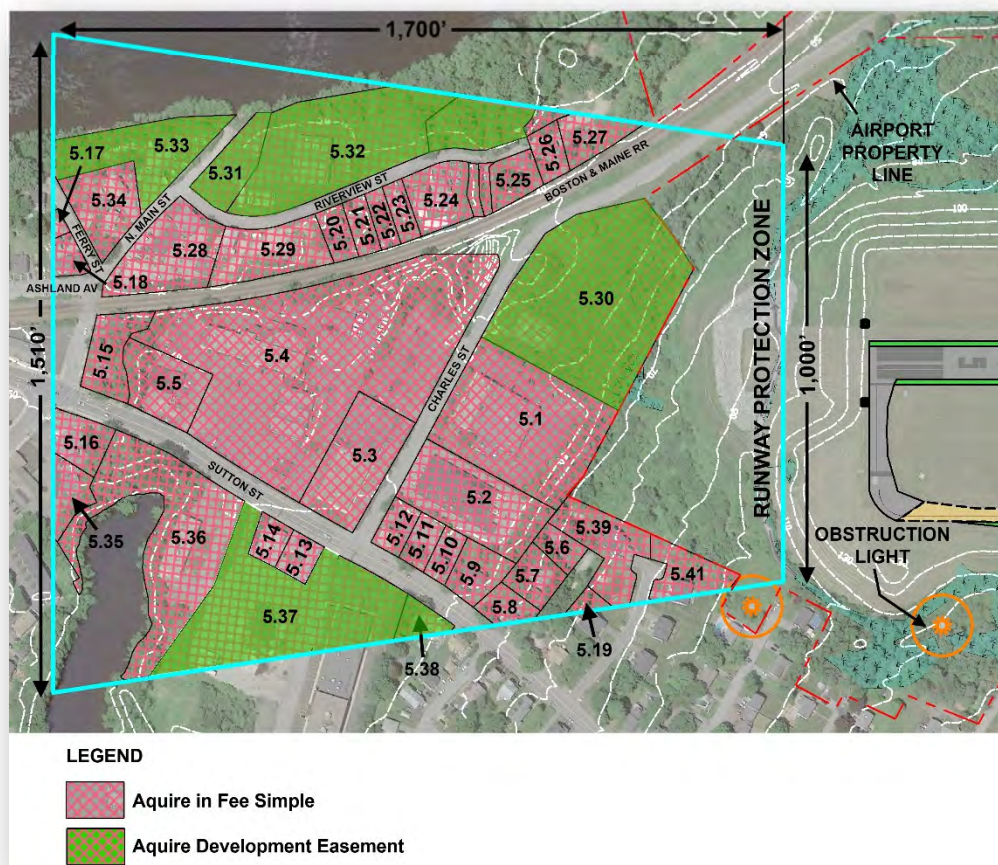 1,700'
AIRPORT
PROPERTY
LINE
5.17
5.33
5.31
5.32
5.26
5.27
5.34
RIVERVIEW ST
5.25
BOSTON & MAINE RR
5.24
N. MAIN ST
5.20
5.21
5.22
5.23
FERRY ST
5.28
5.29
5.18
ASHLAND AV
5.30
RUNWAY PROTECTION ZONE
1,510'
1,000'
5.15
5.4
CHARLES ST
5.5
5.1
5.3
5.16
SUTTON ST
5.2
5.35
5.36
5.14
5.13
5.12
5.11
5.10
5.9
5.39
5.6
5.7
5.41
OBSTRUCTION
LIGHT
5.8
5.37
5.19
5.38
LEGEND
Aquire in Fee Simple
Aquire Development Easement